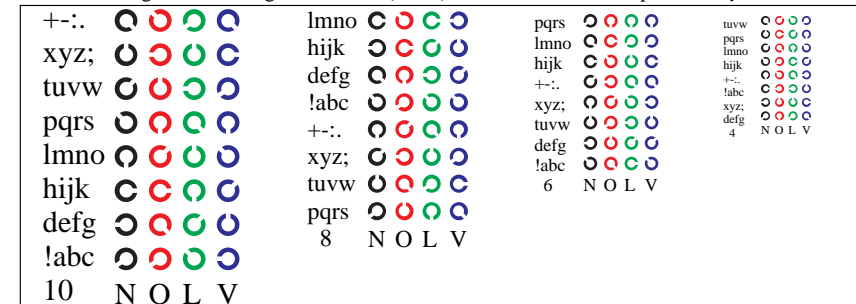 +-:.
xyz;
tuvw
pqrs
lmno
hijk
defg
!abc
10 N O L V
lmno
hijk
defg
!abc
+-:.
xyz;
tuvw
pqrs
8 N O L V
pqrs
lmno
hijk
+-:.
xyz;
tuvw
defg
!abc
6 N O L V
tuvw
pqrs
lmno
hijk
+-:.
!abc
xyz;
defg
4 N O L V